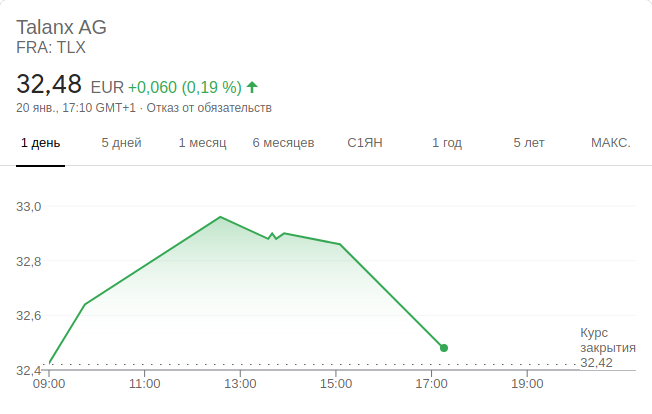 Talanx AG
FRA: TLX
32,48 EUR +0,060 (0,19 %)
20 янв., 17:10 GMT+1 · Отказ от обязательств
1 день 5 дней 1 месяц 6 месяцев С1ЯН 1 год 5 лет МАКС.
33,0
32,8
32,6
32,4
Курс
закрытия
32,42
09:00 11:00 13:00 15:00 17:00 19:00